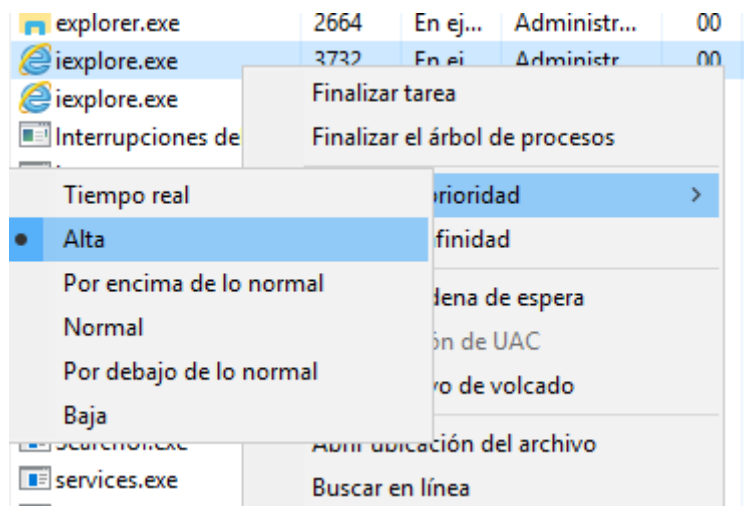 explorer.exe 2664 En ej... Administr... 00
iexplore.exe 3732 En ei Administr 00
iexplore.exe
Interrupciones de
Finalizar tarea
Finalizar el árbol de procesos
prioridad
finidad
dena de espera
ón de UAC
vo de volcado
Abrir ubicación del archivo
Buscar en línea
Tiempo real
Alta
Por encima de lo normal
Normal
Por debajo de lo normal
Baja
services.exe